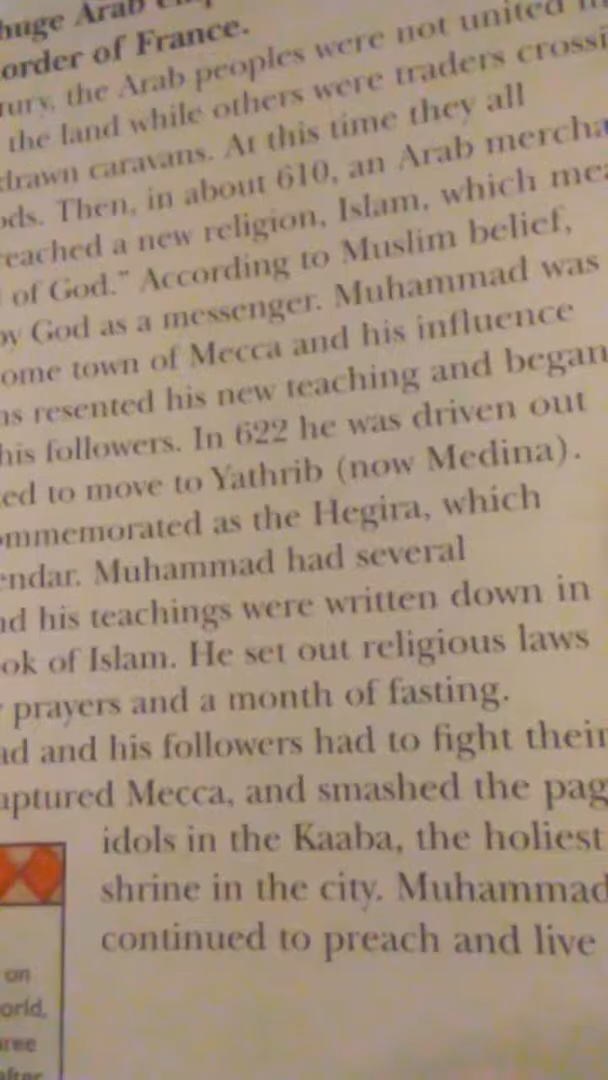 huge Arab
order of France.
the Arab peoples were not united
the land while others were traders crossi
drawn caravans. At this time they all
ods. Then, in about 610, an Arab mercha
reached a new religion, Islam, which mea
of God." According to Muslim belief,
by God as a messenger. Muhammad was
ome town of Mecca and his influence
ns resented his new teaching and began
his followers. In 622 he was driven out
ed to move to Yathrib (now Medina).
ommemorated as the Hegira, which
endar. Muhammad had several
nd his teachings were written down in
ok of Islam. He set out religious laws
prayers and a month of fasting.
ad and his followers had to fight their
aptured Mecca, and smashed the pag
idols in the Kaaba, the holiest
shrine in the city. Muhammad
continued to preach and live
on
orld,
ree
after